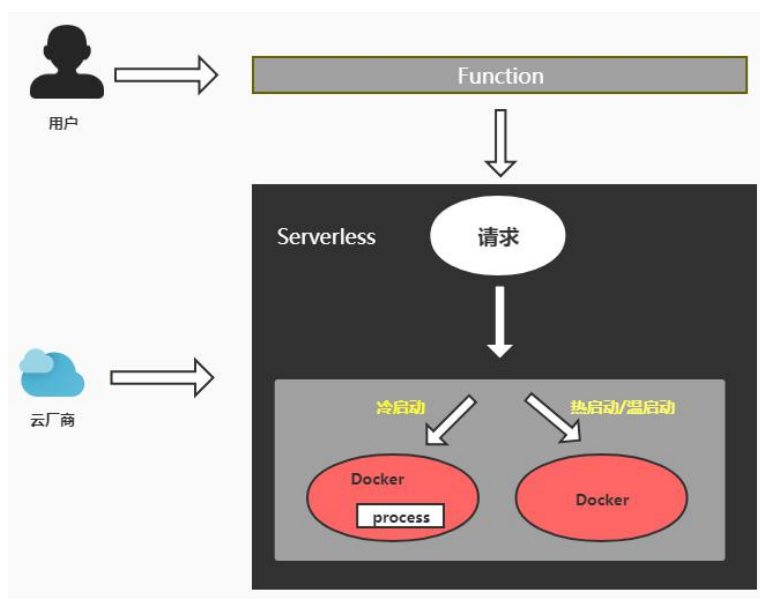 Function
用户
Serverless
请求
云厂商
冷启动
热启动/温启动
Docker
process
Docker